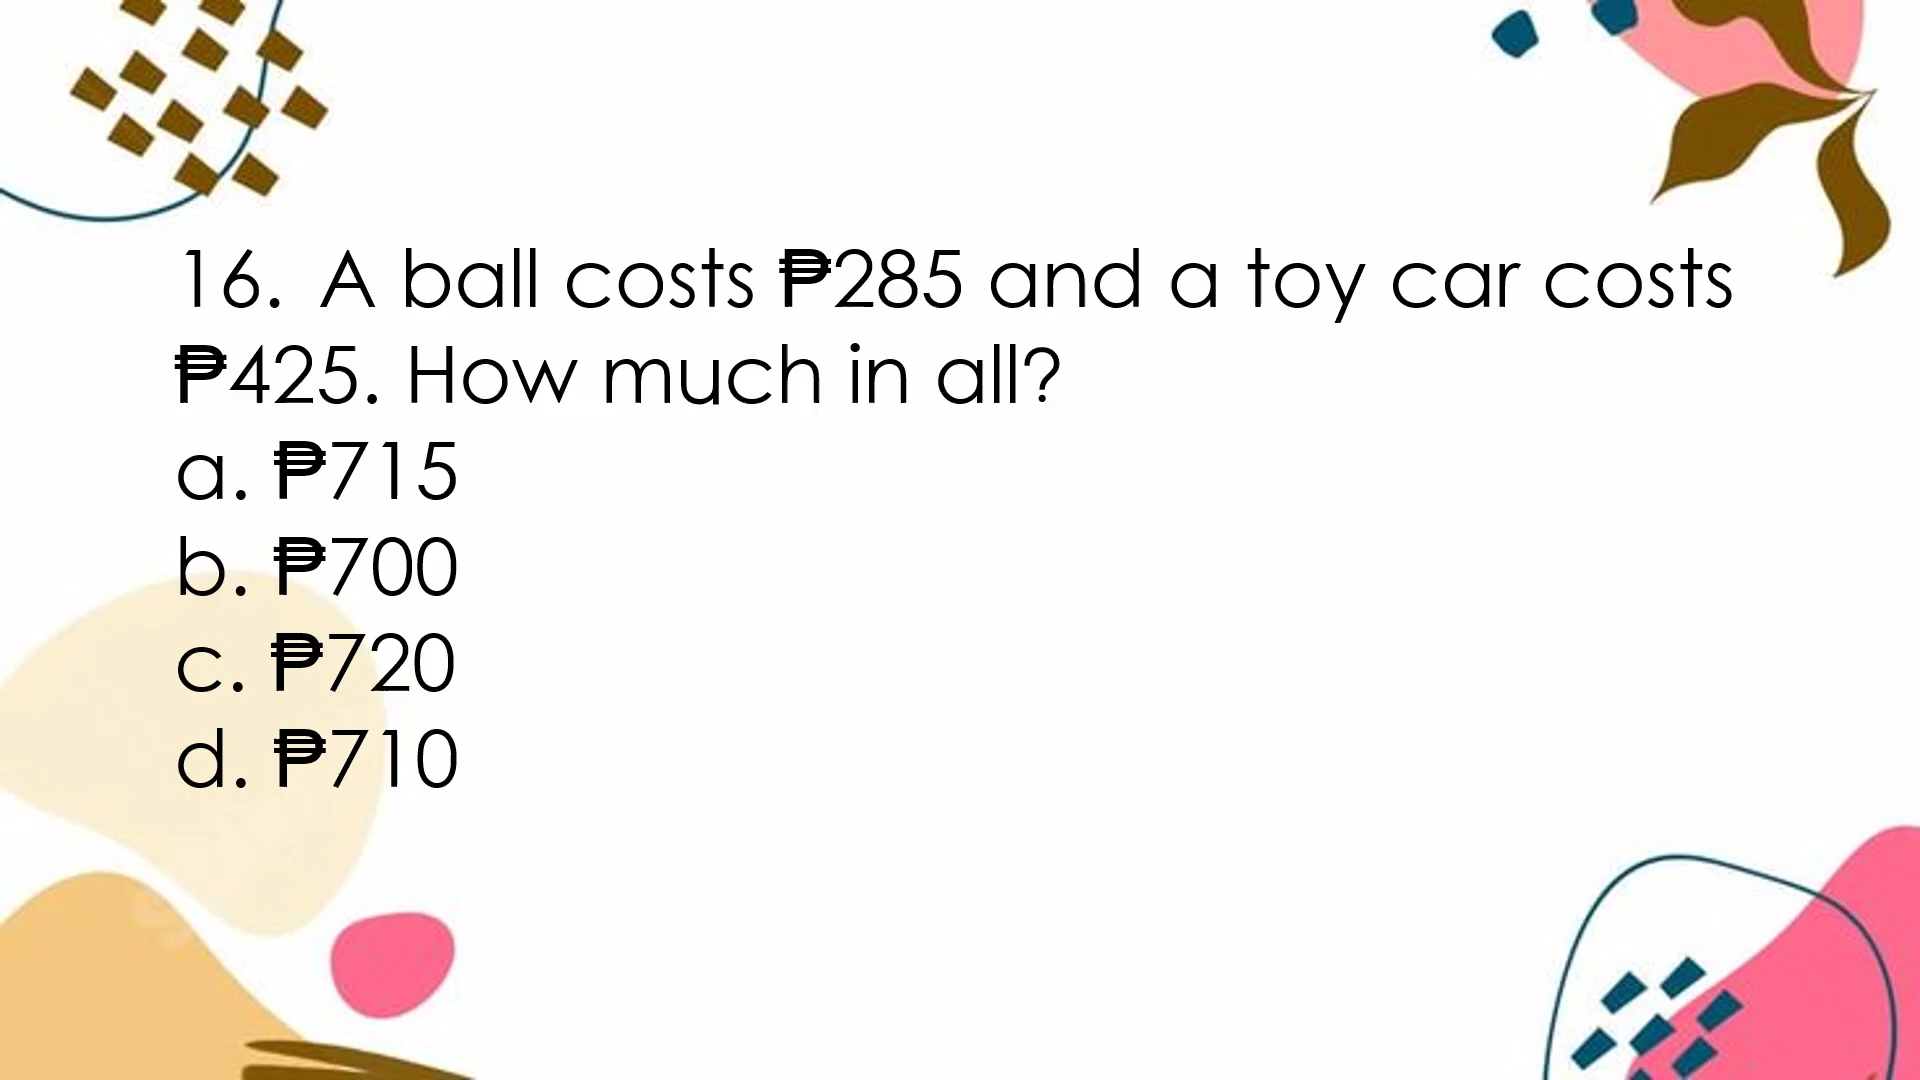 16. A ball costs ₱285 and a toy car costs
₱425. How much in all?
a. ₱715
b. ₱700
c. ₱720
d. ₱710